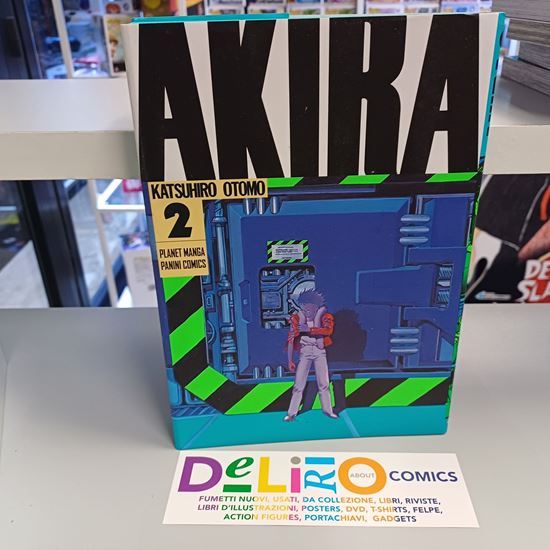 AKIRA
KATSUHIRO OTOMO
2
PLANET MANGA
PANINI COMICS
DeLiRiO ABOUT COMICS
FUMETTI NUOVI, USATI, DA COLLEZIONE, LIBRI, RIVISTE,
LIBRI D'ILLUSTRAZIONI, POSTERS, DVD, T-SHIRTS, FELPE,
ACTION FIGURES, PORTACHIAVI, GADGETS